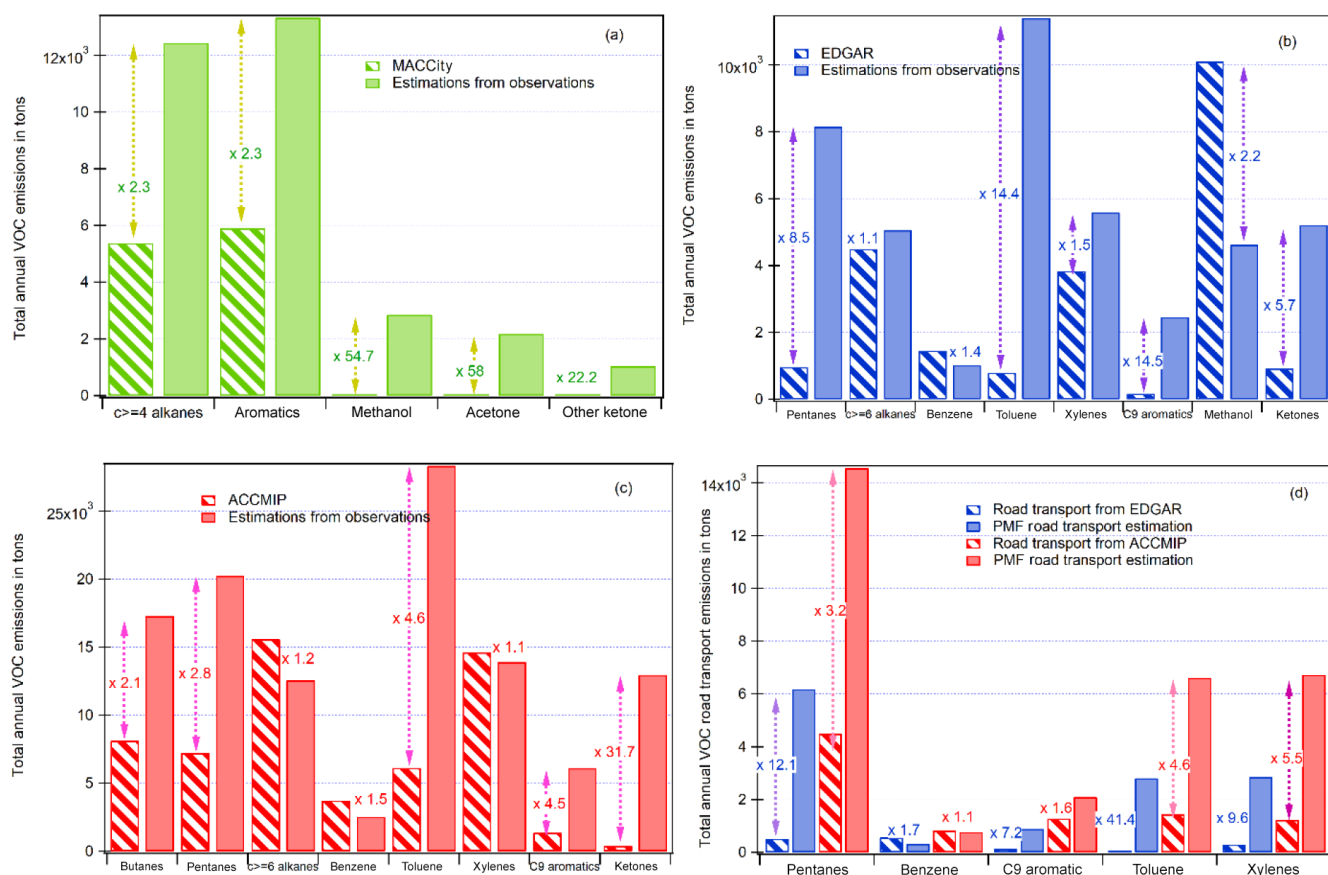 (a)
MACCity
Estimations from observations
Total annual VOC emissions in tons
12x10³
10
8
6
4
2
0
x 2.3
x 2.3
x 54.7
x 58
x 22.2
c>=4 alkanes
Aromatics
Methanol
Acetone
Other ketone
(b)
EDGAR
Estimations from observations
Total annual VOC emissions in tons
10x10³
8
6
4
2
0
x 8.5
x 1.1
x 1.4
x 14.4
x 1.5
x 14.5
x 2.2
x 5.7
Pentanes
c>=6 alkanes
Benzene
Toluene
Xylenes
C9 aromatics
Methanol
Ketones
(c)
ACCMIP
Estimations from observations
Total annual VOC emissions in tons
25x10³
20
15
10
5
0
x 2.1
x 2.8
x 1.2
x 1.5
x 4.6
x 1.1
x 4.5
x 31.7
Butanes
Pentanes
c>=6 alkanes
Benzene
Toluene
Xylenes
C9 aromatics
Ketones
(d)
Road transport from EDGAR
PMF road transport estimation
Road transport from ACCMIP
PMF road transport estimation
Total annual VOC road transport emissions in tons
14x10³
12
10
8
6
4
2
0
x 12.1
x 3.2
x 1.7
x 1.1
x 7.2
x 1.6
x 41.4
x 4.6
x 9.6
x 5.5
Pentanes
Benzene
C9 aromatic
Toluene
Xylenes